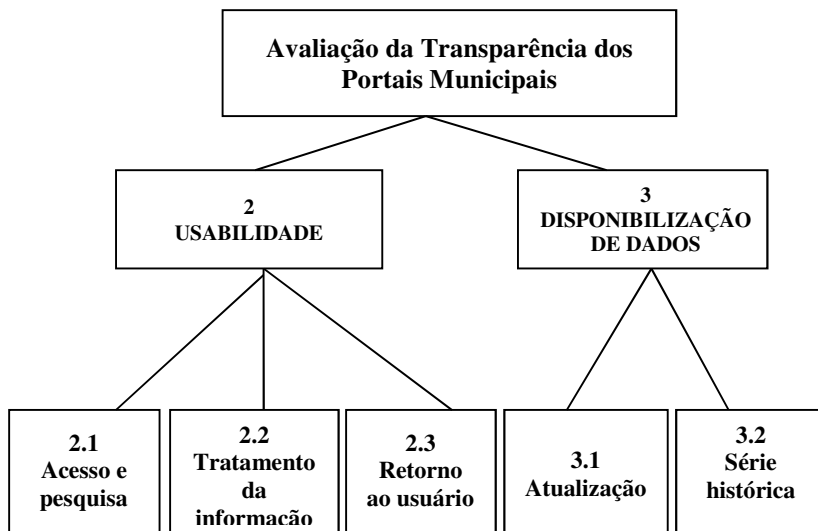 Avaliação da Transparência dos
Portais Municipais
2
USABILIDADE
3
DISPONIBILIZAÇÃO
DE DADOS
2.1
Acesso e
pesquisa
2.2
Tratamento
da
informação
2.3
Retorno
ao usuário
3.1
Atualização
3.2
Série
histórica